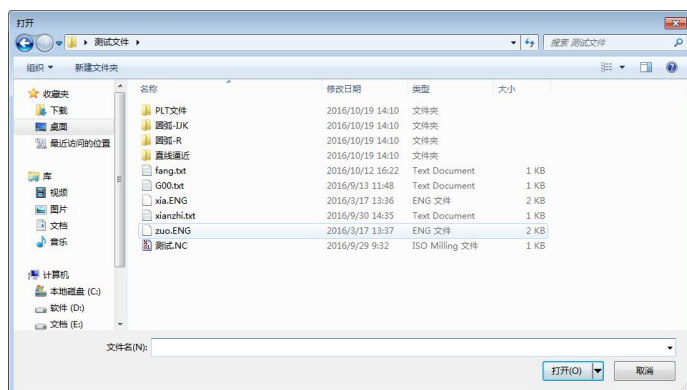 打开
测试文件
搜索 测试文件
组织
新建文件夹
收藏夹
下载
桌面
最近访问的位置
库
视频
图片
文档
音乐
计算机
本地磁盘 (C:)
软件 (D:)
文档 (E:)
名称 修改日期 类型 大小
PLT文件 2016/10/19 14:10 文件夹
圆弧-IJK 2016/10/19 14:10 文件夹
圆弧-R 2016/10/19 14:10 文件夹
直线逼近 2016/10/19 14:10 文件夹
fang.txt 2016/10/12 16:22 Text Document 1 KB
G00.txt 2016/9/13 11:48 Text Document 1 KB
xia.ENG 2016/3/17 13:36 ENG 文件 2 KB
xianzhi.txt 2016/9/30 14:35 Text Document 1 KB
zuo.ENG 2016/3/17 13:37 ENG 文件 2 KB
测试.NC 2016/9/29 9:32 ISO Milling 文件 1 KB
文件名(N):
打开(O) 取消